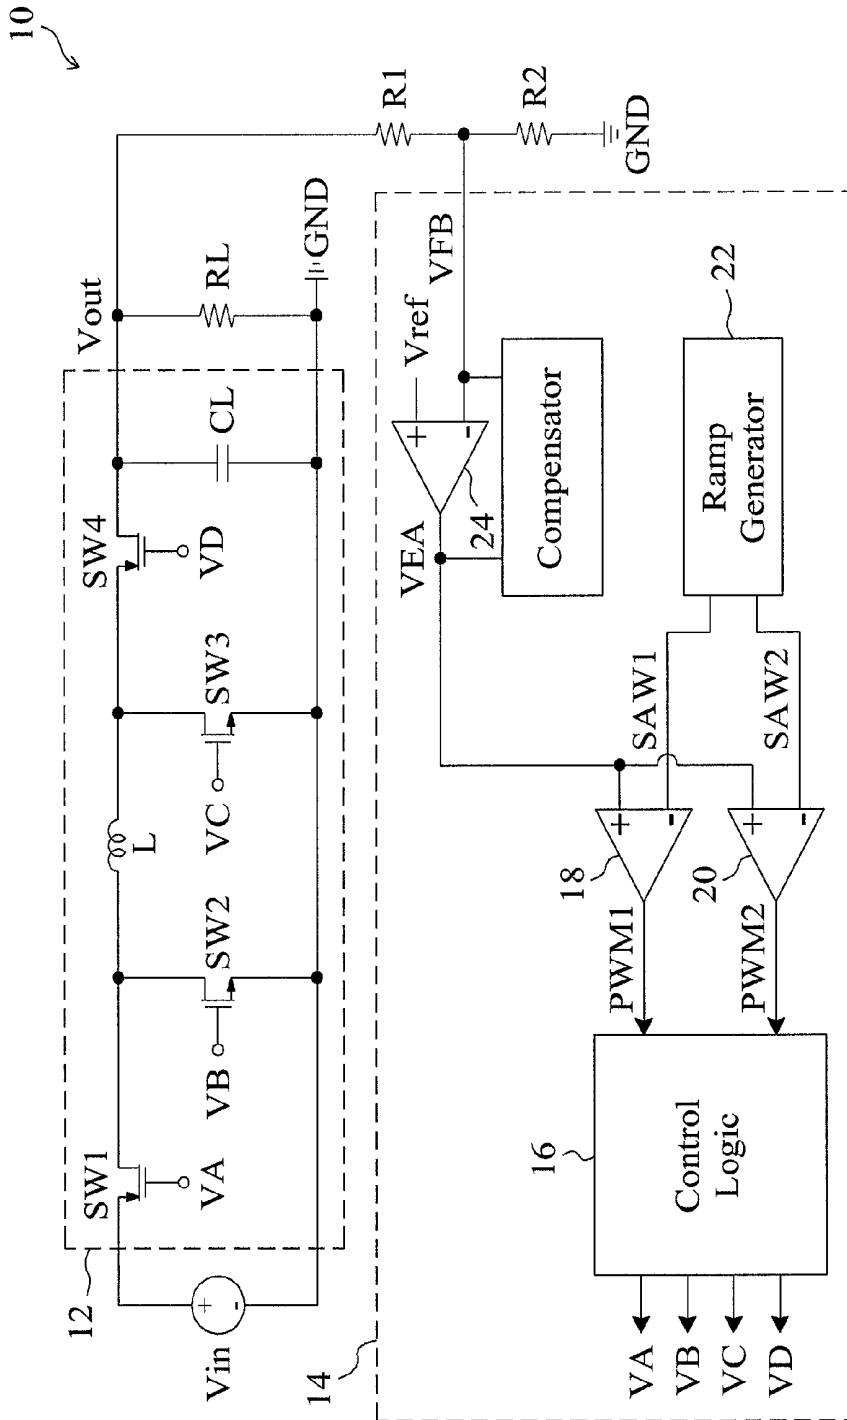 10
Vin
12
SW1
VA
VB
SW2
L
VC
SW3
SW4
VD
CL
Vout
RL
GND
R1
R2
GND
14
VA
VB
VC
VD
16
Control
Logic
PWM1
PWM2
18
20
VEA
24
Vref
VFB
+
-
Compensator
SAW1
SAW2
Ramp
Generator
22
+
-
+
-
+
-